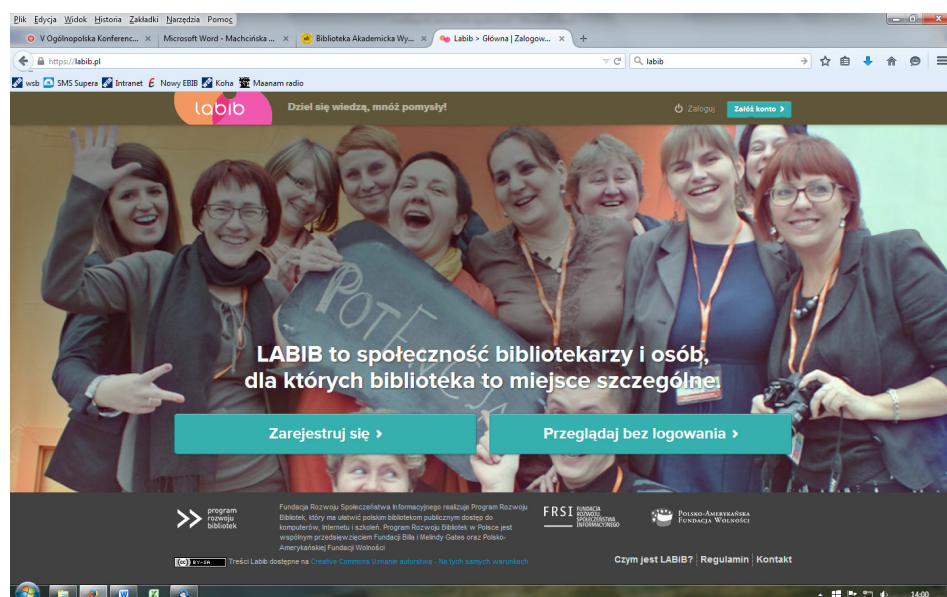 Plik Edycja Widok Historia Zakładki Narzędzia Pomoc
V Ogólnopolska Konferenc... × Microsoft Word - Machcińska ... × Biblioteka Akademicka Wy... × Labib > Główna | Zalogow... × +
https://labib.pl labib
wsb SMS Supera Intranet Nowy EBIB Koha Maanam radio
labib Dziel się wiedzą, mnóż pomysły! Zaloguj Załóż konto >
POTENCJA
LABIB to społeczność bibliotekarzy i osób,
dla których biblioteka to miejsce szczególne.
Zarejestruj się > Przeglądaj bez logowania >
program
rozwoju
bibliotek
Fundacja Rozwoju Społeczeństwa Informacyjnego realizuje Program Rozwoju
Bibliotek, który ma ułatwić polskim bibliotekom publicznym dostęp do
komputerów, Internetu i szkoleń. Program Rozwoju Bibliotek w Polsce jest
wspólnym przedsięwzięciem Fundacji Billa i Melindy Gates oraz Polsko-
Amerykańskiej Fundacji Wolności
FRSI FUNDACJA
ROZWOJU
SPOŁECZEŃSTWA
INFORMACYJNEGO
Polsko-Amerykańska
Fundacja Wolności
cc BY-SA Treści Labib dostępne na Creative Commons Uznanie autorstwa - Na tych samych warunkach
Czym jest LABiB? Regulamin Kontakt
14:00